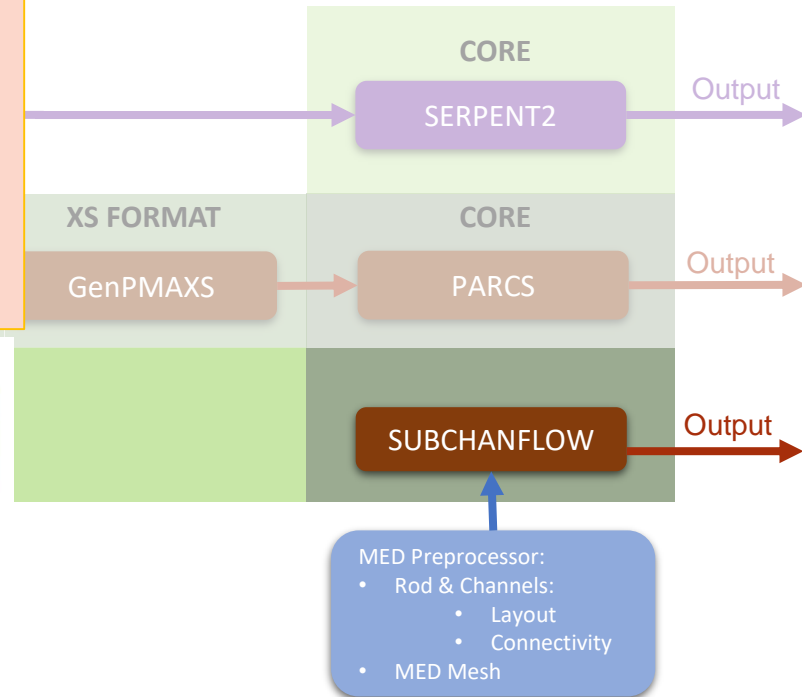 CORE
SERPENT2
Output
XS FORMAT
CORE
GenPMAXS
PARCS
Output
SUBCHANFLOW
Output
MED Preprocessor:
• Rod & Channels:
• Layout
• Connectivity
• MED Mesh